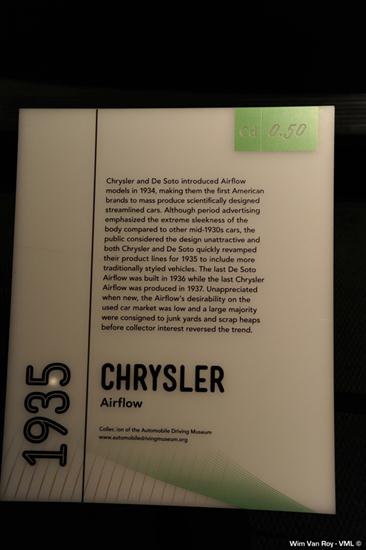 Cd 0.50
Chrysler and De Soto introduced Airflow
models in 1934, making them the first American
brands to mass produce scientifically designed
streamlined cars. Although period advertising
emphasized the extreme sleekness of the
body compared to other mid-1930s cars, the
public considered the design unattractive and
both Chrysler and De Soto quickly revamped
their product lines for 1935 to include more
traditionally styled vehicles. The last De Soto
Airflow was built in 1936 while the last Chrysler
Airflow was produced in 1937. Unappreciated
when new, the Airflow's desirability on the
used car market was low and a large majority
were consigned to junk yards and scrap heaps
before collector interest reversed the trend.
1935
CHRYSLER
Airflow
Collection of the Automobile Driving Museum
www.automobiledrivingmuseum.org
Wim Van Roy - VML ©